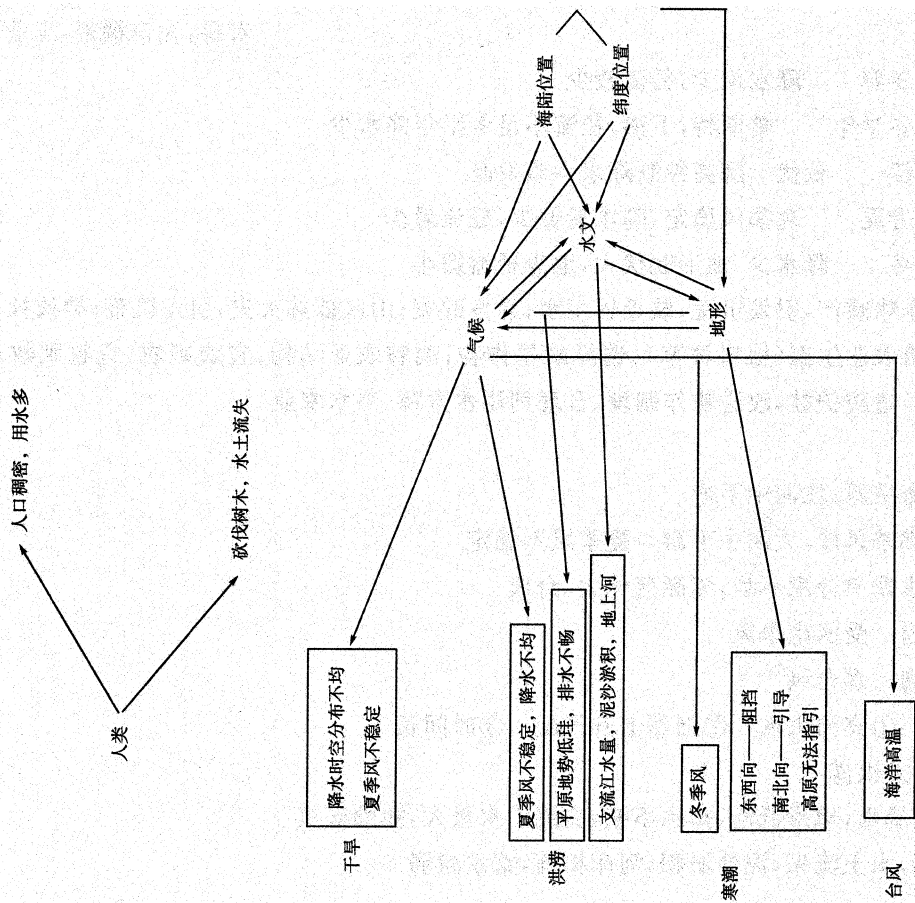 人口稠密，用水多
人类
砍伐树木，水土流失
干旱
降水时空分布不均
夏季风不稳定
气候
洪涝
夏季风不稳定，降水不均
平原地势低洼，排水不畅
文流江水量，泥沙淤积，地上河
水文
海陆位置
纬度位置
地形
寒潮
冬季风
东西向——阻挡
南北向——引导
高原无法指引
台风
海洋高温